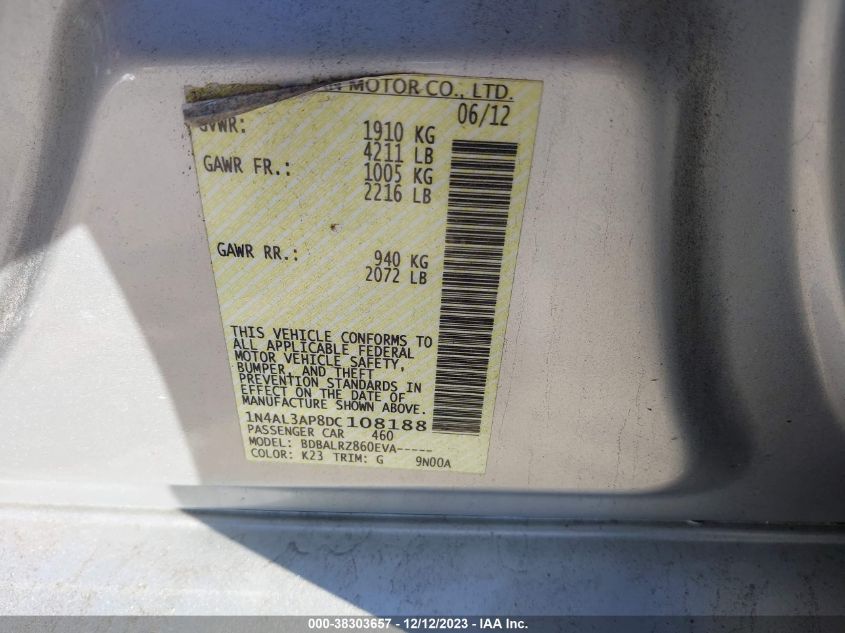 MOTOR CO., LTD.
06/12
GVWR: 1910 KG
4211 LB
GAWR FR.: 1005 KG
2216 LB
GAWR RR.: 940 KG
2072 LB
THIS VEHICLE CONFORMS TO
ALL APPLICABLE FEDERAL
MOTOR VEHICLE SAFETY,
BUMPER, AND THEFT
PREVENTION STANDARDS IN
EFFECT ON THE DATE OF
MANUFACTURE SHOWN ABOVE.
1N4AL3AP8DC108188
PASSENGER CAR 460
MODEL: BDBALRZ860EVA-----
COLOR: K23 TRIM: G 9N00A
000-38303657 - 12/12/2023 - © IAA, Inc.